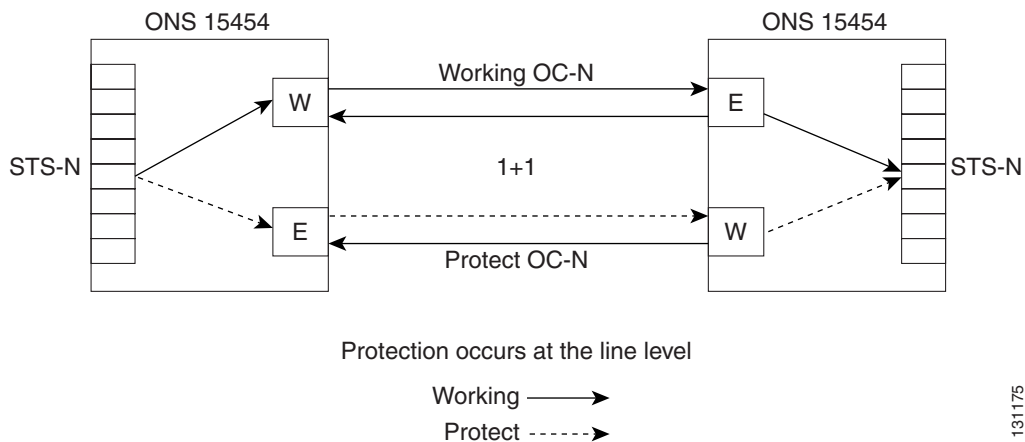 ONS 15454
ONS 15454
W
Working OC-N
E
STS-N
1+1
STS-N
E
W
Protect OC-N
Protection occurs at the line level
Working
Protect
131175